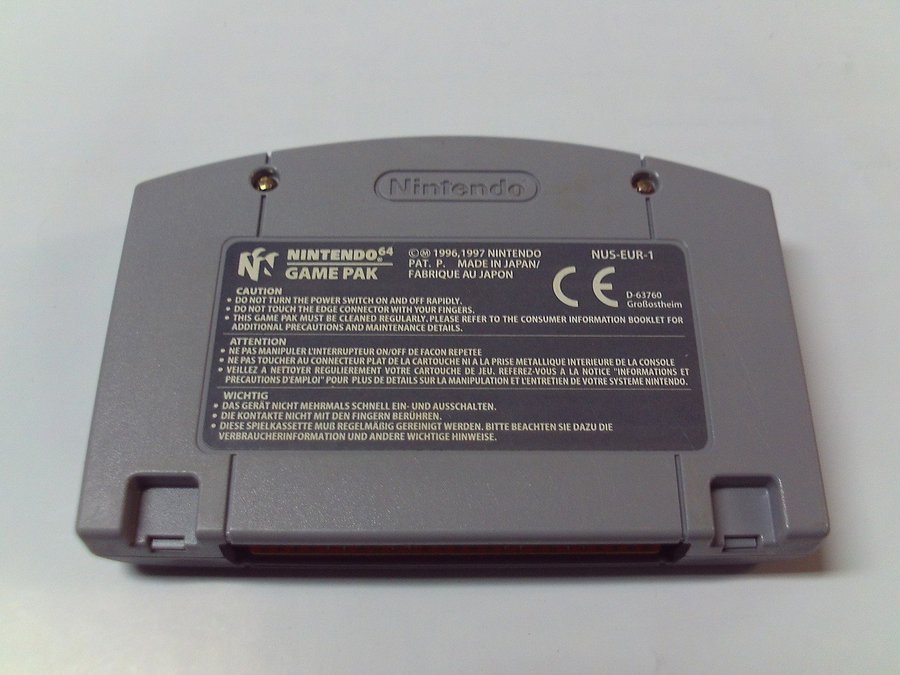 Nintendo
NINTENDO64
GAME PAK
©Ⓜ 1996,1997 NINTENDO
PAT. P. MADE IN JAPAN/
FABRIQUE AU JAPON
NUS-EUR-1
CE
D-63760
Großostheim
CAUTION
• DO NOT TURN THE POWER SWITCH ON AND OFF RAPIDLY.
• DO NOT TOUCH THE EDGE CONNECTOR WITH YOUR FINGERS.
• THIS GAME PAK MUST BE CLEANED REGULARLY. PLEASE REFER TO THE CONSUMER INFORMATION BOOKLET FOR
ADDITIONAL PRECAUTIONS AND MAINTENANCE DETAILS.
ATTENTION
• NE PAS MANIPULER L'INTERRUPTEUR ON/OFF DE FACON REPETEE
• NE PAS TOUCHER AU CONNECTEUR PLAT DE LA CARTOUCHE NI A LA PRISE METALLIQUE INTERIEURE DE LA CONSOLE
• VEILLEZ A NETTOYER REGULIEREMENT VOTRE CARTOUCHE DE JEU. REFEREZ-VOUS A LA NOTICE "INFORMATIONS ET
PRECAUTIONS D'EMPLOI" POUR PLUS DE DETAILS SUR LA MANIPULATION ET L'ENTRETIEN DE VOTRE SYSTEME NINTENDO.
WICHTIG
• DAS GERÄT NICHT MEHRMALS SCHNELL EIN- UND AUSSCHALTEN.
• DIE KONTAKTE NICHT MIT DEN FINGERN BERÜHREN.
• DIESE SPIELKASSETTE MUß REGELMÄßIG GEREINIGT WERDEN. BITTE BEACHTEN SIE DAZU DIE
VERBRAUCHERINFORMATION UND ANDERE WICHTIGE HINWEISE.